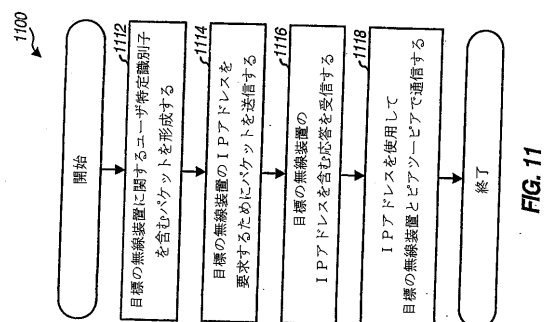 1100
開始
1112
目標の無線装置に関するユーザ特定識別子
を含むパケットを形成する
1114
目標の無線装置のIPアドレスを
要求するためにパケットを送信する
1116
目標の無線装置の
IPアドレスを含む応答を受信する
1118
IPアドレスを使用して
目標の無線装置とピアツーピアで通信する
終了
FIG. 11